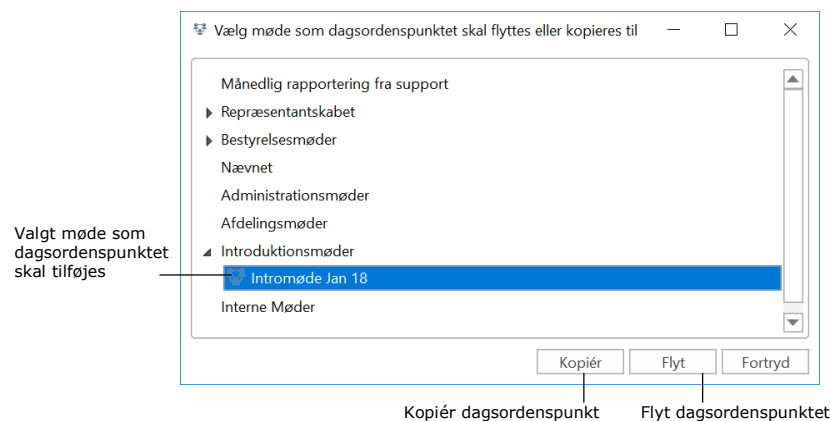 Vælg møde som dagsordenspunktet skal flyttes eller kopieres til
Månedlig rapportering fra support
Repræsentantskabet
Bestyrelsesmøder
Nævnet
Administrationsmøder
Afdelingsmøder
Introduktionsmøder
Intromøde Jan 18
Interne Møder
Valgt møde som
dagsordenspunktet
skal tilføjes
Kopiér
Flyt
Fortryd
Kopiér dagsordenspunkt
Flyt dagsordenspunktet